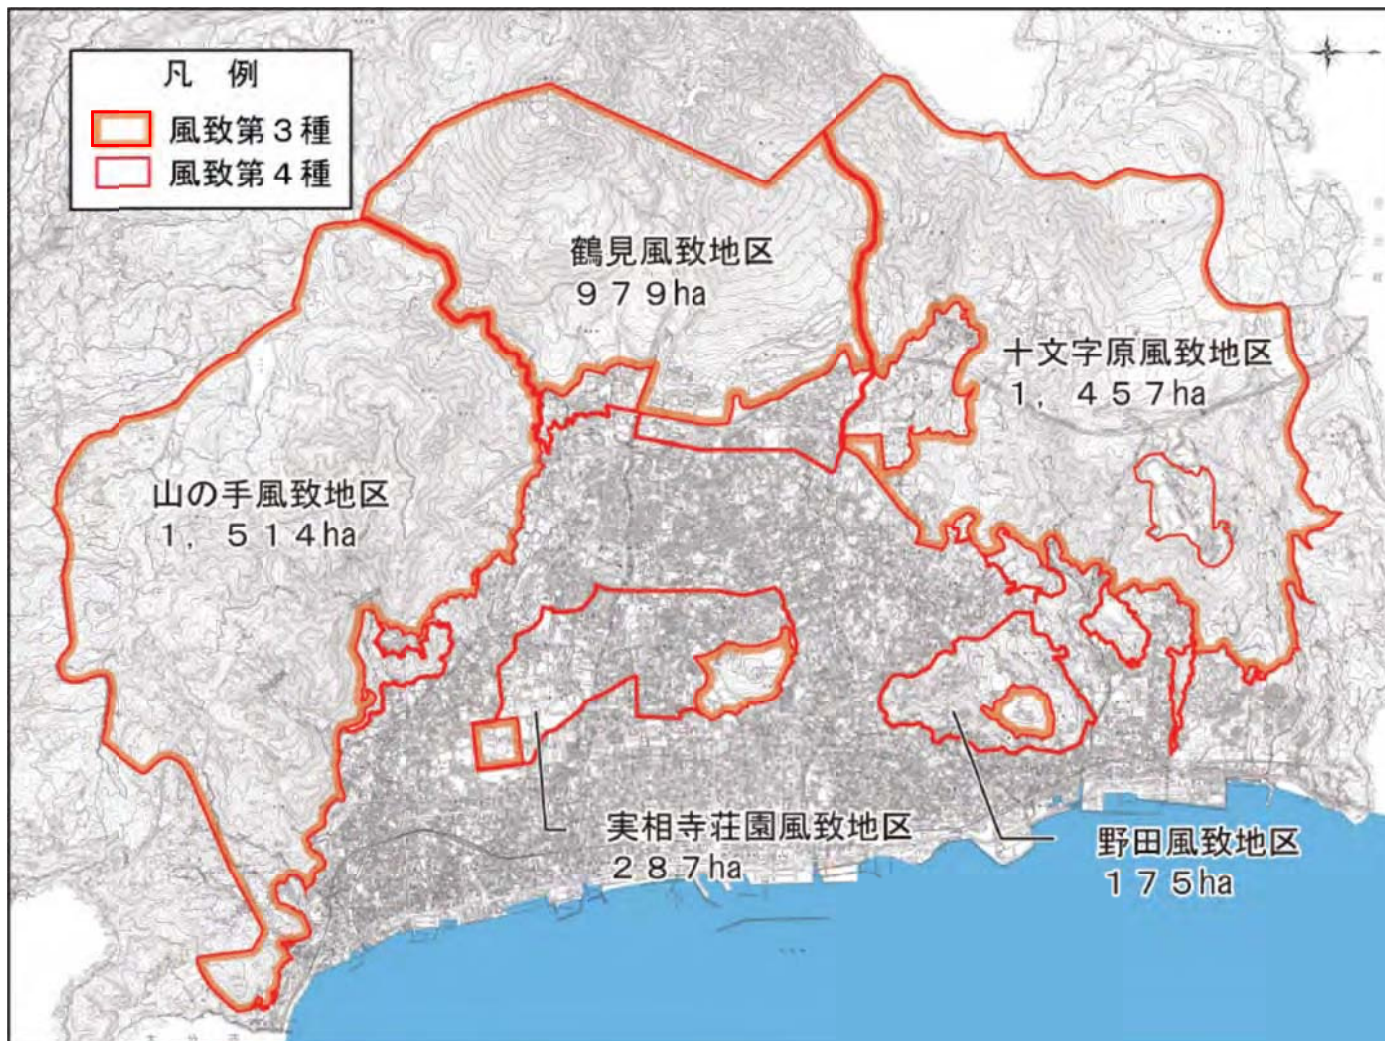 凡 例
風致第3種
風致第4種
鶴見風致地区
979ha
十文字原風致地区
1,457ha
山の手風致地区
1,514ha
実相寺荘園風致地区
287ha
野田風致地区
175ha